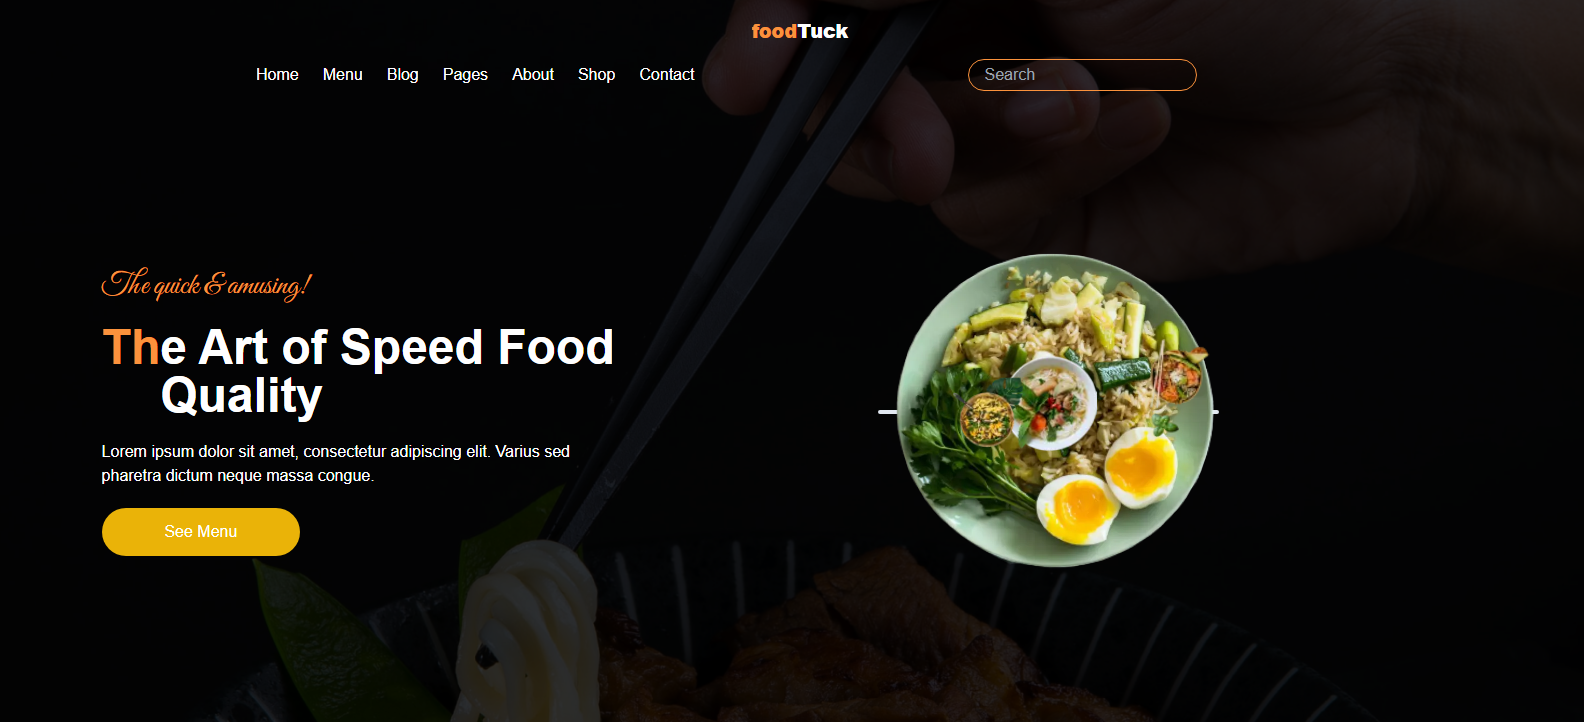 foodTuck
Home Menu Blog Pages About Shop Contact
Search
The quick & amusing!
The Art of Speed Food
Quality
Lorem ipsum dolor sit amet, consectetur adipiscing elit. Varius sed
pharetra dictum neque massa congue.
See Menu